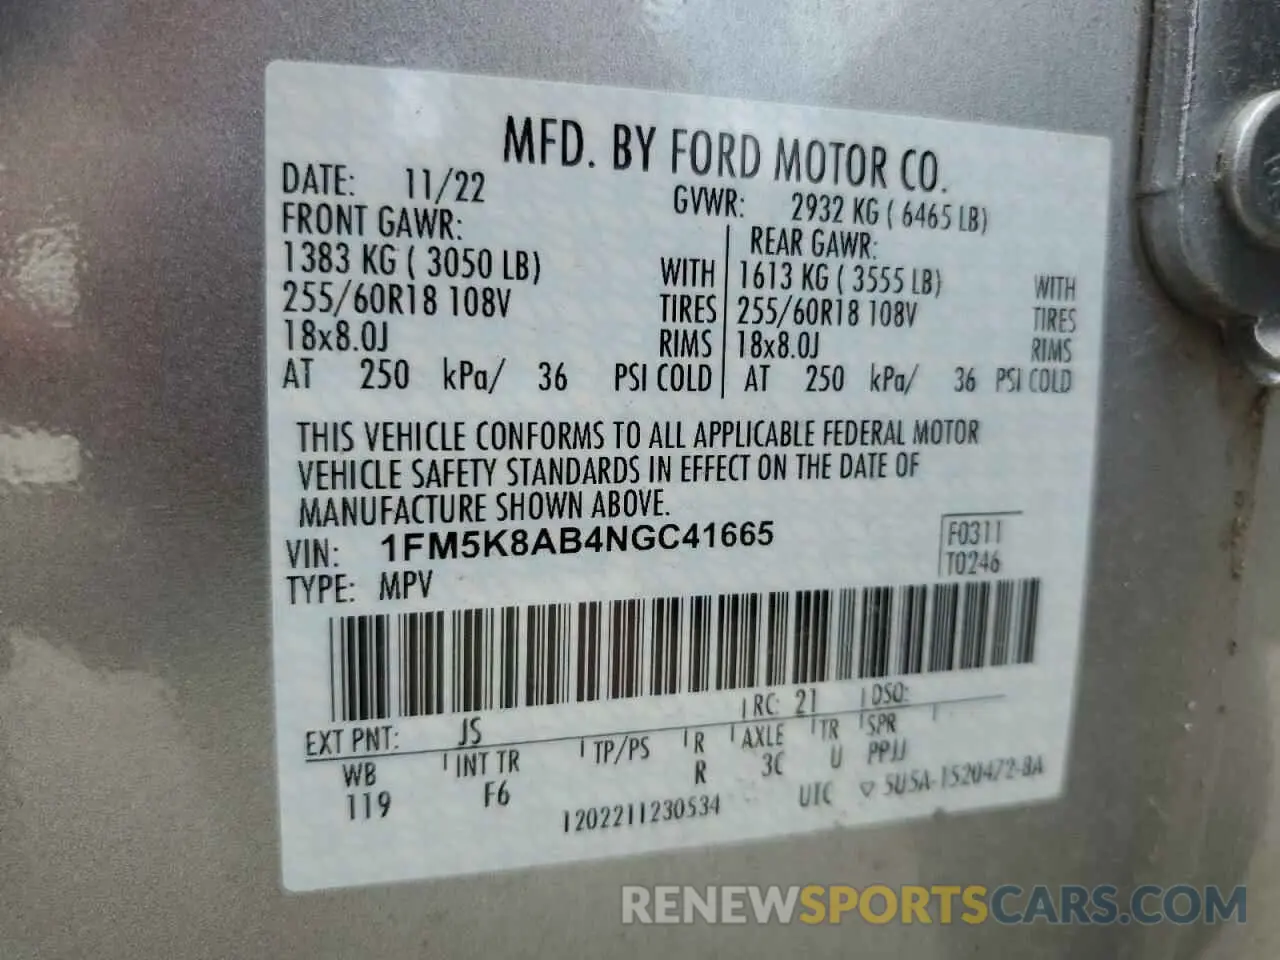 MFD. BY FORD MOTOR CO.
DATE: 11/22 GVWR: 2932 KG ( 6465 LB)
FRONT GAWR: REAR GAWR:
1383 KG ( 3050 LB) WITH 1613 KG ( 3555 LB) WITH
255/60R18 108V TIRES 255/60R18 108V TIRES
18x8.0J RIMS 18x8.0J RIMS
AT 250 kPa/ 36 PSI COLD AT 250 kPa/ 36 PSI COLD
THIS VEHICLE CONFORMS TO ALL APPLICABLE FEDERAL MOTOR
VEHICLE SAFETY STANDARDS IN EFFECT ON THE DATE OF
MANUFACTURE SHOWN ABOVE.
VIN: 1FM5K8AB4NGC41665 F0311
TYPE: MPV T0246
EXT PNT: JS RC: 21 DSO:
WB INT TR TP/PS R AXLE TR SPR
119 F6 R 3C U PPJJ
1202211230534 UTC ▽ 5U5A-1520472-8A
RENEWSPORTSCARS.COM